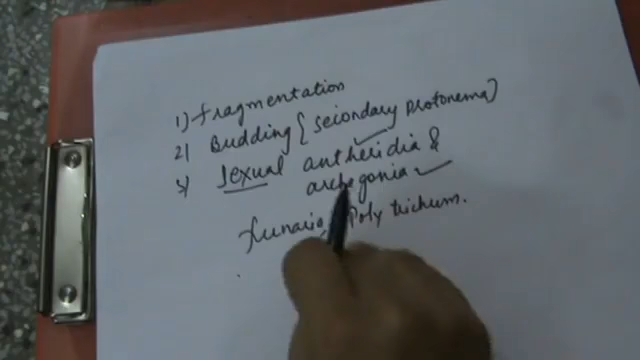 1) Fragmentation
2) Budding [Secondary Protonema]
3) Sexual antheridia &
archegonia
Funaria, Polytrichum.